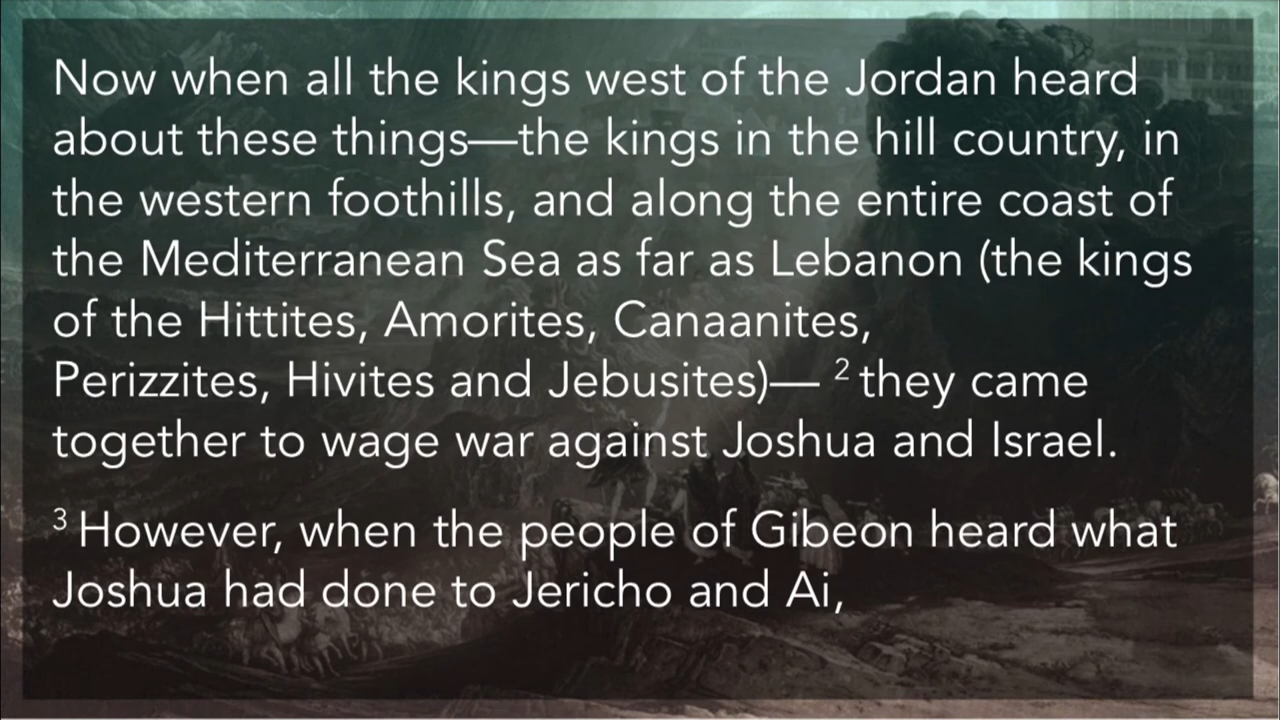 Now when all the kings west of the Jordan heard
about these things—the kings in the hill country, in
the western foothills, and along the entire coast of
the Mediterranean Sea as far as Lebanon (the kings
of the Hittites, Amorites, Canaanites,
Perizzites, Hivites and Jebusites)— 2 they came
together to wage war against Joshua and Israel.
3 However, when the people of Gibeon heard what
Joshua had done to Jericho and Ai,